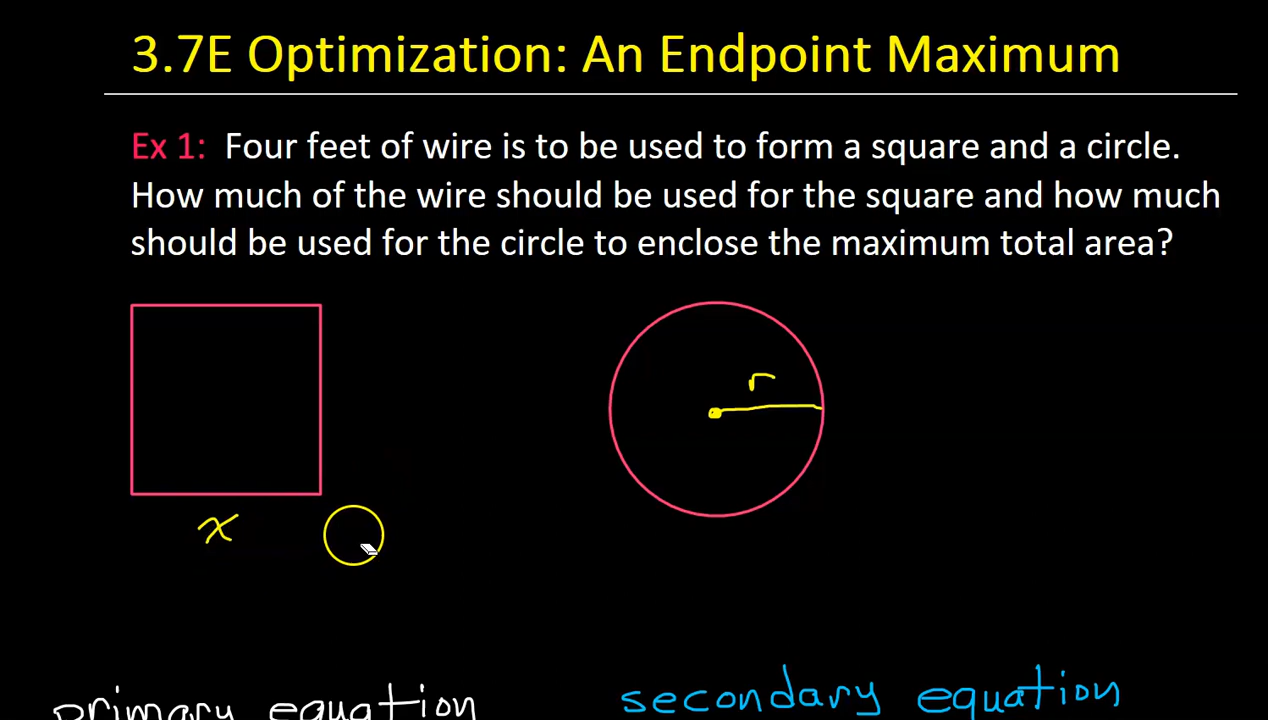 3.7E Optimization: An Endpoint Maximum
Ex 1: Four feet of wire is to be used to form a square and a circle.
How much of the wire should be used for the square and how much
should be used for the circle to enclose the maximum total area?
r
x
primary equation
secondary equation